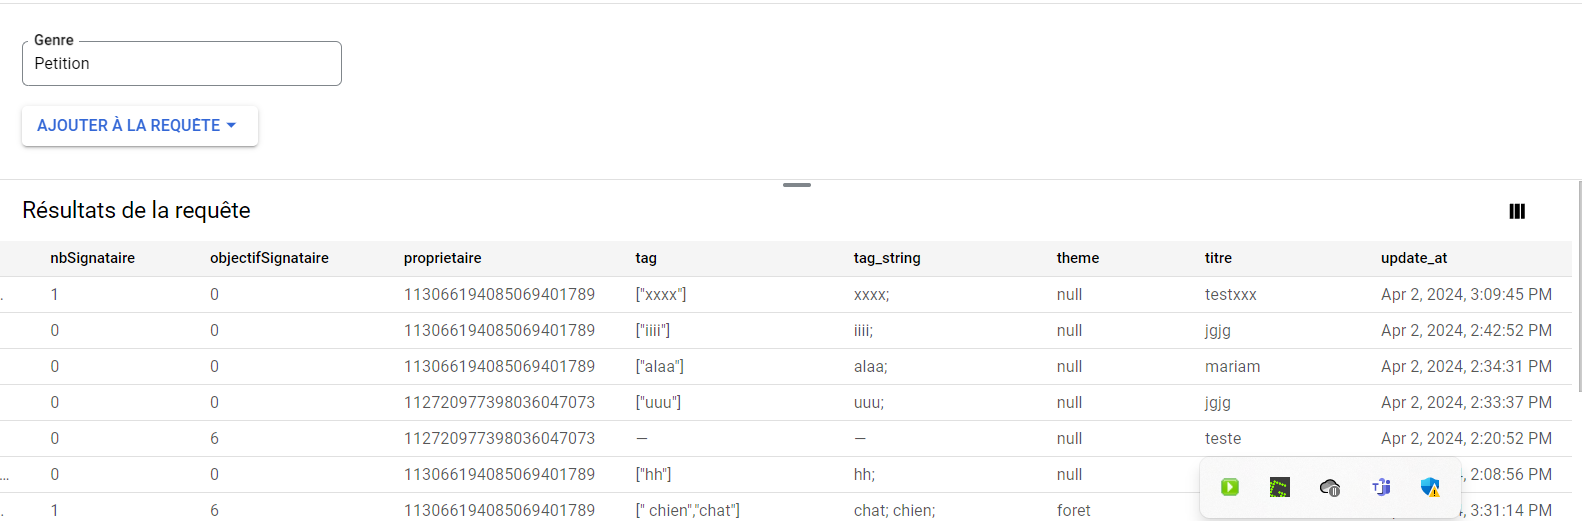 Genre
Petition
AJOUTER À LA REQUÊTE
Résultats de la requête
nbSignataire objectifSignataire proprietaire tag tag_string theme titre update_at
. 1 0 113066194085069401789 ["xxxx"] xxxx; null testxxx Apr 2, 2024, 3:09:45 PM
0 0 113066194085069401789 ["iiii"] iiii; null jgjg Apr 2, 2024, 2:42:52 PM
0 0 113066194085069401789 ["alaa"] alaa; null mariam Apr 2, 2024, 2:34:31 PM
0 0 112720977398036047073 ["uuu"] uuu; null jgjg Apr 2, 2024, 2:33:37 PM
0 6 112720977398036047073 — — null teste Apr 2, 2024, 2:20:52 PM
... 0 0 113066194085069401789 ["hh"] hh; null 2:08:56 PM
. 1 6 113066194085069401789 [" chien","chat"] chat; chien; foret 3:31:14 PM